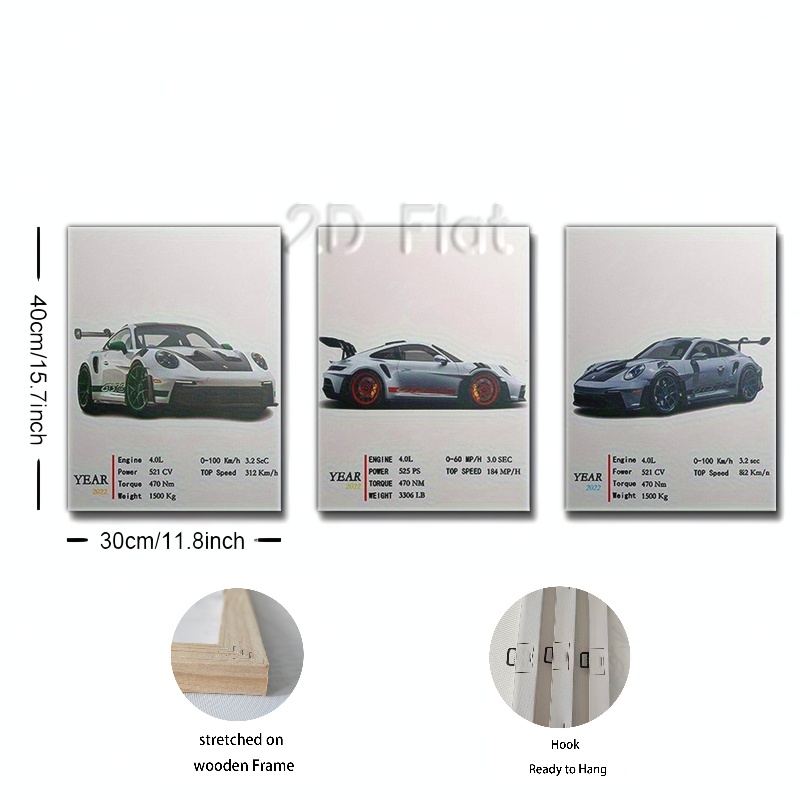 2.D Flat.
40cm/15.7inch
30cm/11.8inch
Engine 4.0L 0-100 Km/h 3.2 SeC
Power 521 CV TOP Speed 312 Km/h
YEAR Torque 470 Nm
2022 Weight 1500 Kg
ENGINE 4.0L 0-60 MP/H 3.0 SEC
POWER 525 PS TOP SPEED 184 MP/H
YEAR TORQUE 470 NM
2022 WEIGHT 3306 LB
Engine 4.0L 0-100 Km/h 3.2 sec
Power 521 CV TOP Speed
YEAR Torque 470 Nm
2022 Weight 1500 Kg
stretched on
wooden Frame
Hook
Ready to Hang